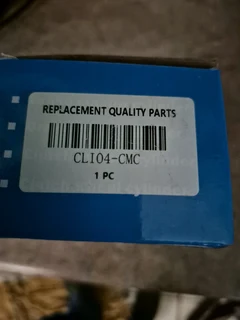 REPLACEMENT QUALITY PARTS
CLI04-CMC
1 PC